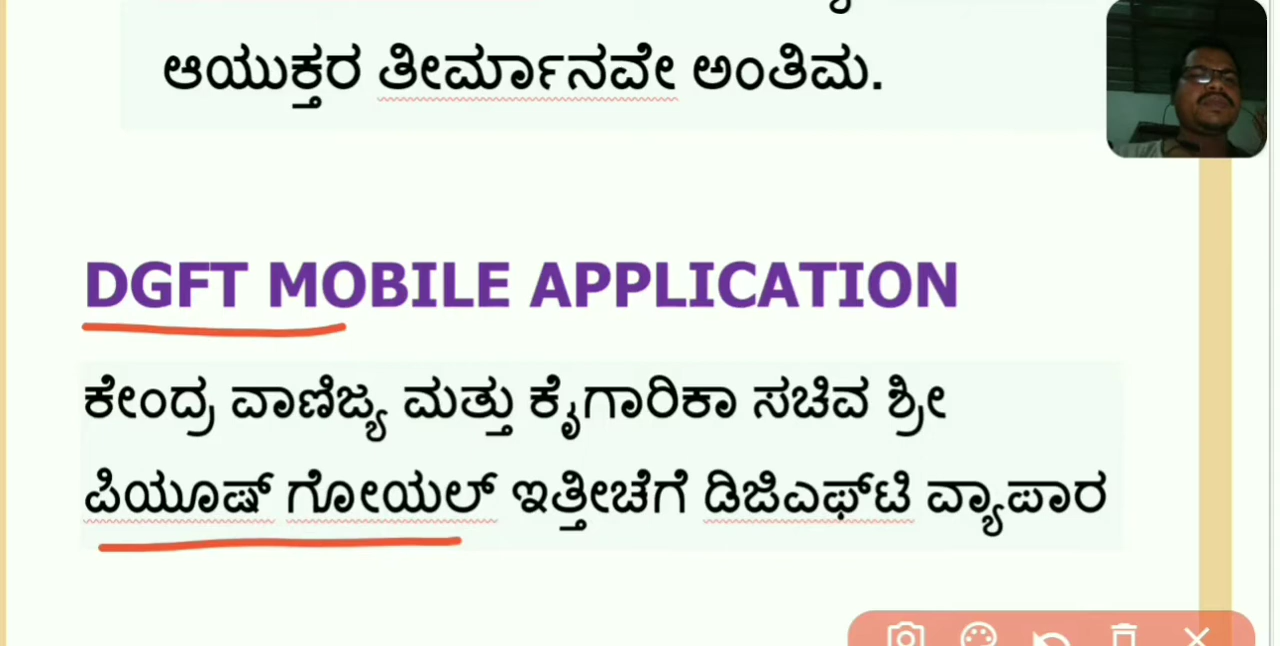 ಆಯುಕ್ತರ ತೀರ್ಮಾನವೇ ಅಂತಿಮ.
DGFT MOBILE APPLICATION
ಕೇಂದ್ರ ವಾಣಿಜ್ಯ ಮತ್ತು ಕೈಗಾರಿಕಾ ಸಚಿವ ಶ್ರೀ
ಪಿಯೂಷ್ ಗೋಯಲ್ ಇತ್ತೀಚೆಗೆ ಡಿಜಿಎಫ್‌ಟಿ ವ್ಯಾಪಾರ